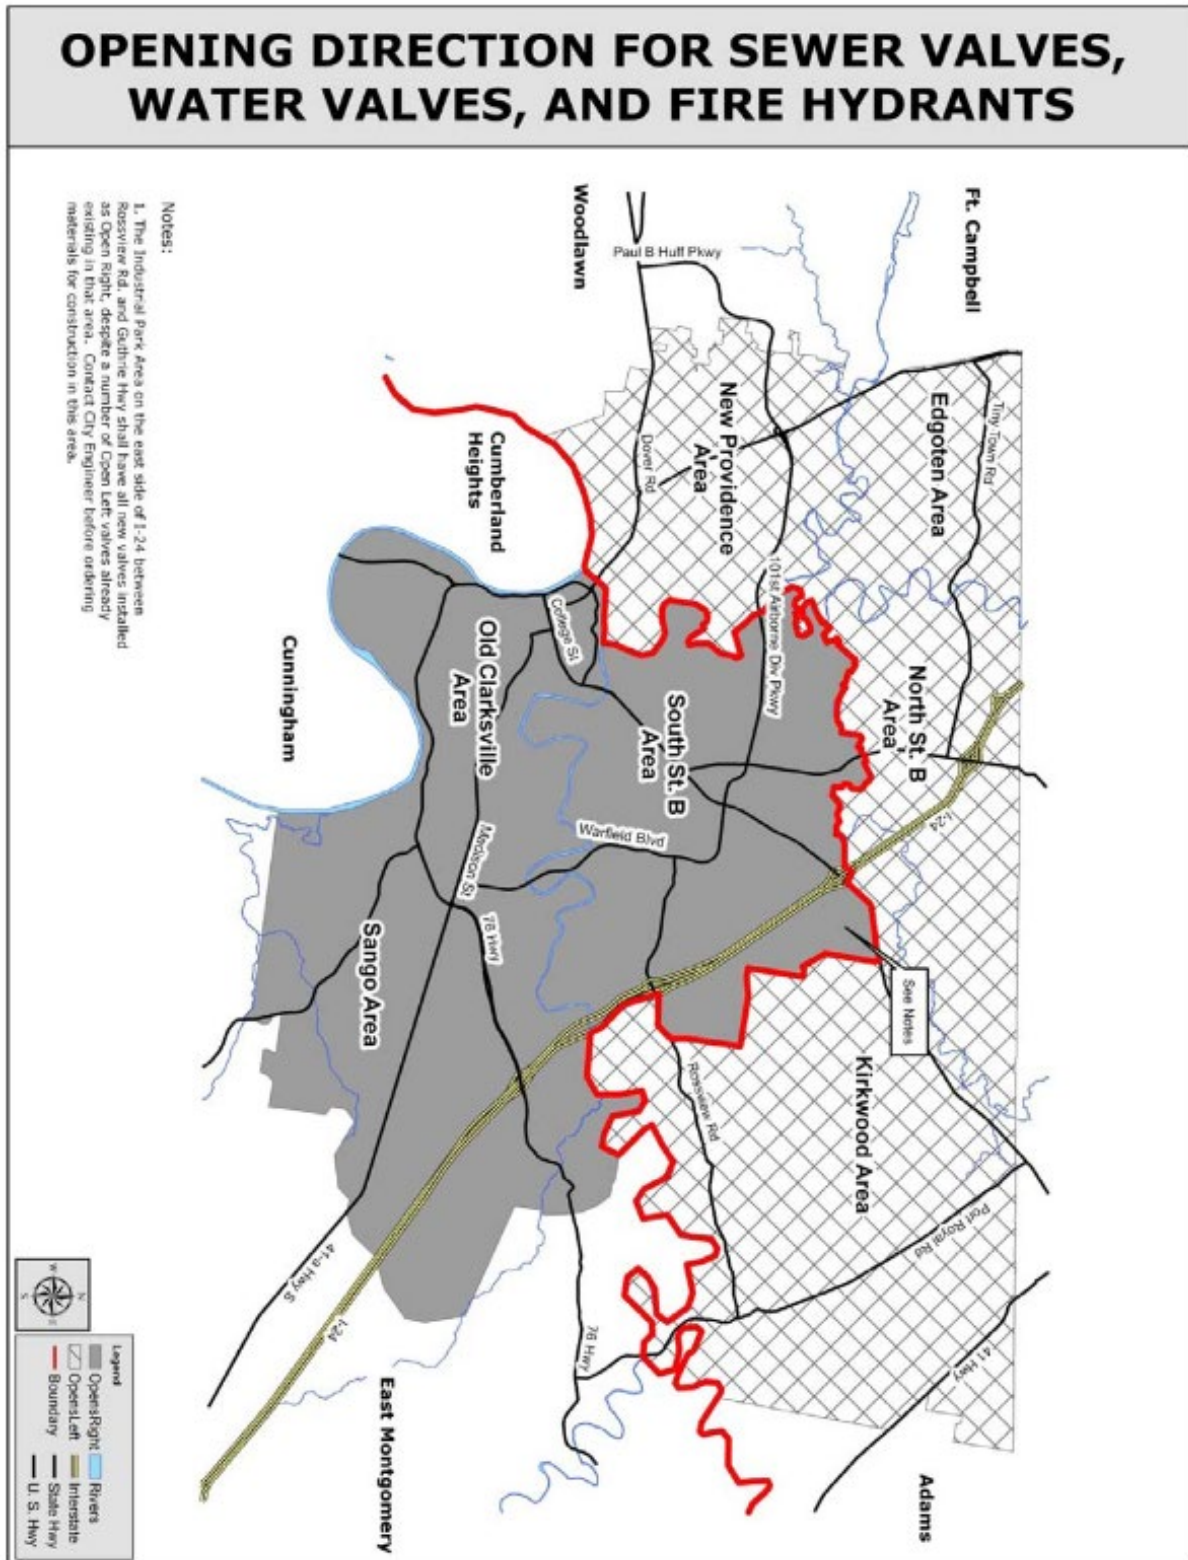 OPENING DIRECTION FOR SEWER VALVES,
WATER VALVES, AND FIRE HYDRANTS
Notes:
1. The Industrial Park Area on the east side of I-24 between
Rossview Rd. and Guthrie Hwy shall have all new valves installed
as Open Right, despite a number of Open Left valves already
existing in that area. Contact City Engineer before ordering
materials for construction in this area.
Ft. Campbell
Woodlawn
Paul B Huff Pkwy
Tiny Town Rd
Edgoten Area
New Providence
Area
Dover Rd
Cumberland
Heights
101st Airborne Div Pkwy
North St. B
Area
College St
Old Clarksville
Area
South St. B
Area
Cunningham
I-24
Warfield Blvd
Madison St
76 Hwy
Sango Area
See Notes
Kirkwood Area
Rossview Rd
Port Royal Rd
41-a Hwy S
I-24
76 Hwy
41 Hwy
East Montgomery
Adams
N
W
E
S
Legend
OpensRight
OpensLeft
Boundary
Rivers
Interstate
State Hwy
U. S. Hwy